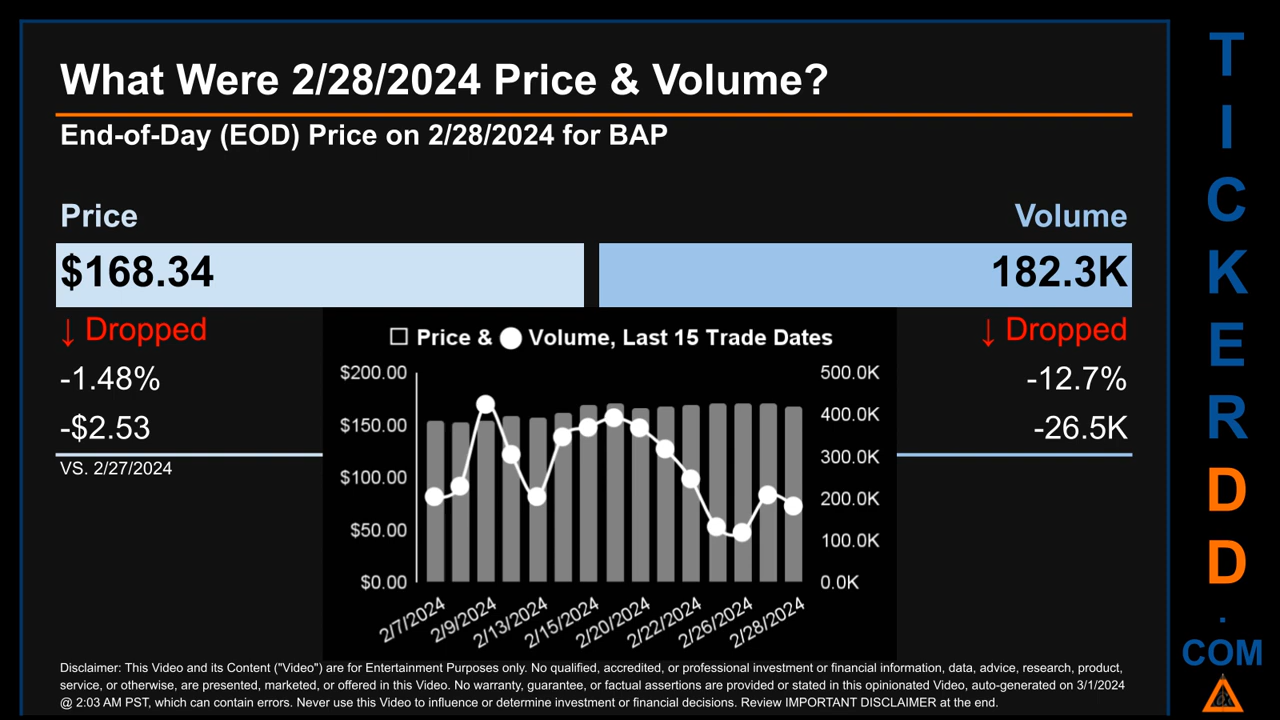 What Were 2/28/2024 Price & Volume?
End-of-Day (EOD) Price on 2/28/2024 for BAP
Price
Volume
$168.34
182.3K
↓ Dropped
↓ Dropped
-1.48%
-12.7%
-$2.53
-26.5K
VS. 2/27/2024
Price & Volume, Last 15 Trade Dates
$200.00
$150.00
$100.00
$50.00
$0.00
500.0K
400.0K
300.0K
200.0K
100.0K
0.0K
2/7/2024
2/9/2024
2/13/2024
2/15/2024
2/20/2024
2/22/2024
2/26/2024
2/28/2024
Disclaimer: This Video and its Content ("Video") are for Entertainment Purposes only. No qualified, accredited, or professional investment or financial information, data, advice, research, product,
service, or otherwise, are presented, marketed, or offered in this Video. No warranty, guarantee, or factual assertions are provided or stated in this opinionated Video, auto-generated on 3/1/2024
@ 2:03 AM PST, which can contain errors. Never use this Video to influence or determine investment or financial decisions. Review IMPORTANT DISCLAIMER at the end.
T
I
C
K
E
R
D
D
.
COM